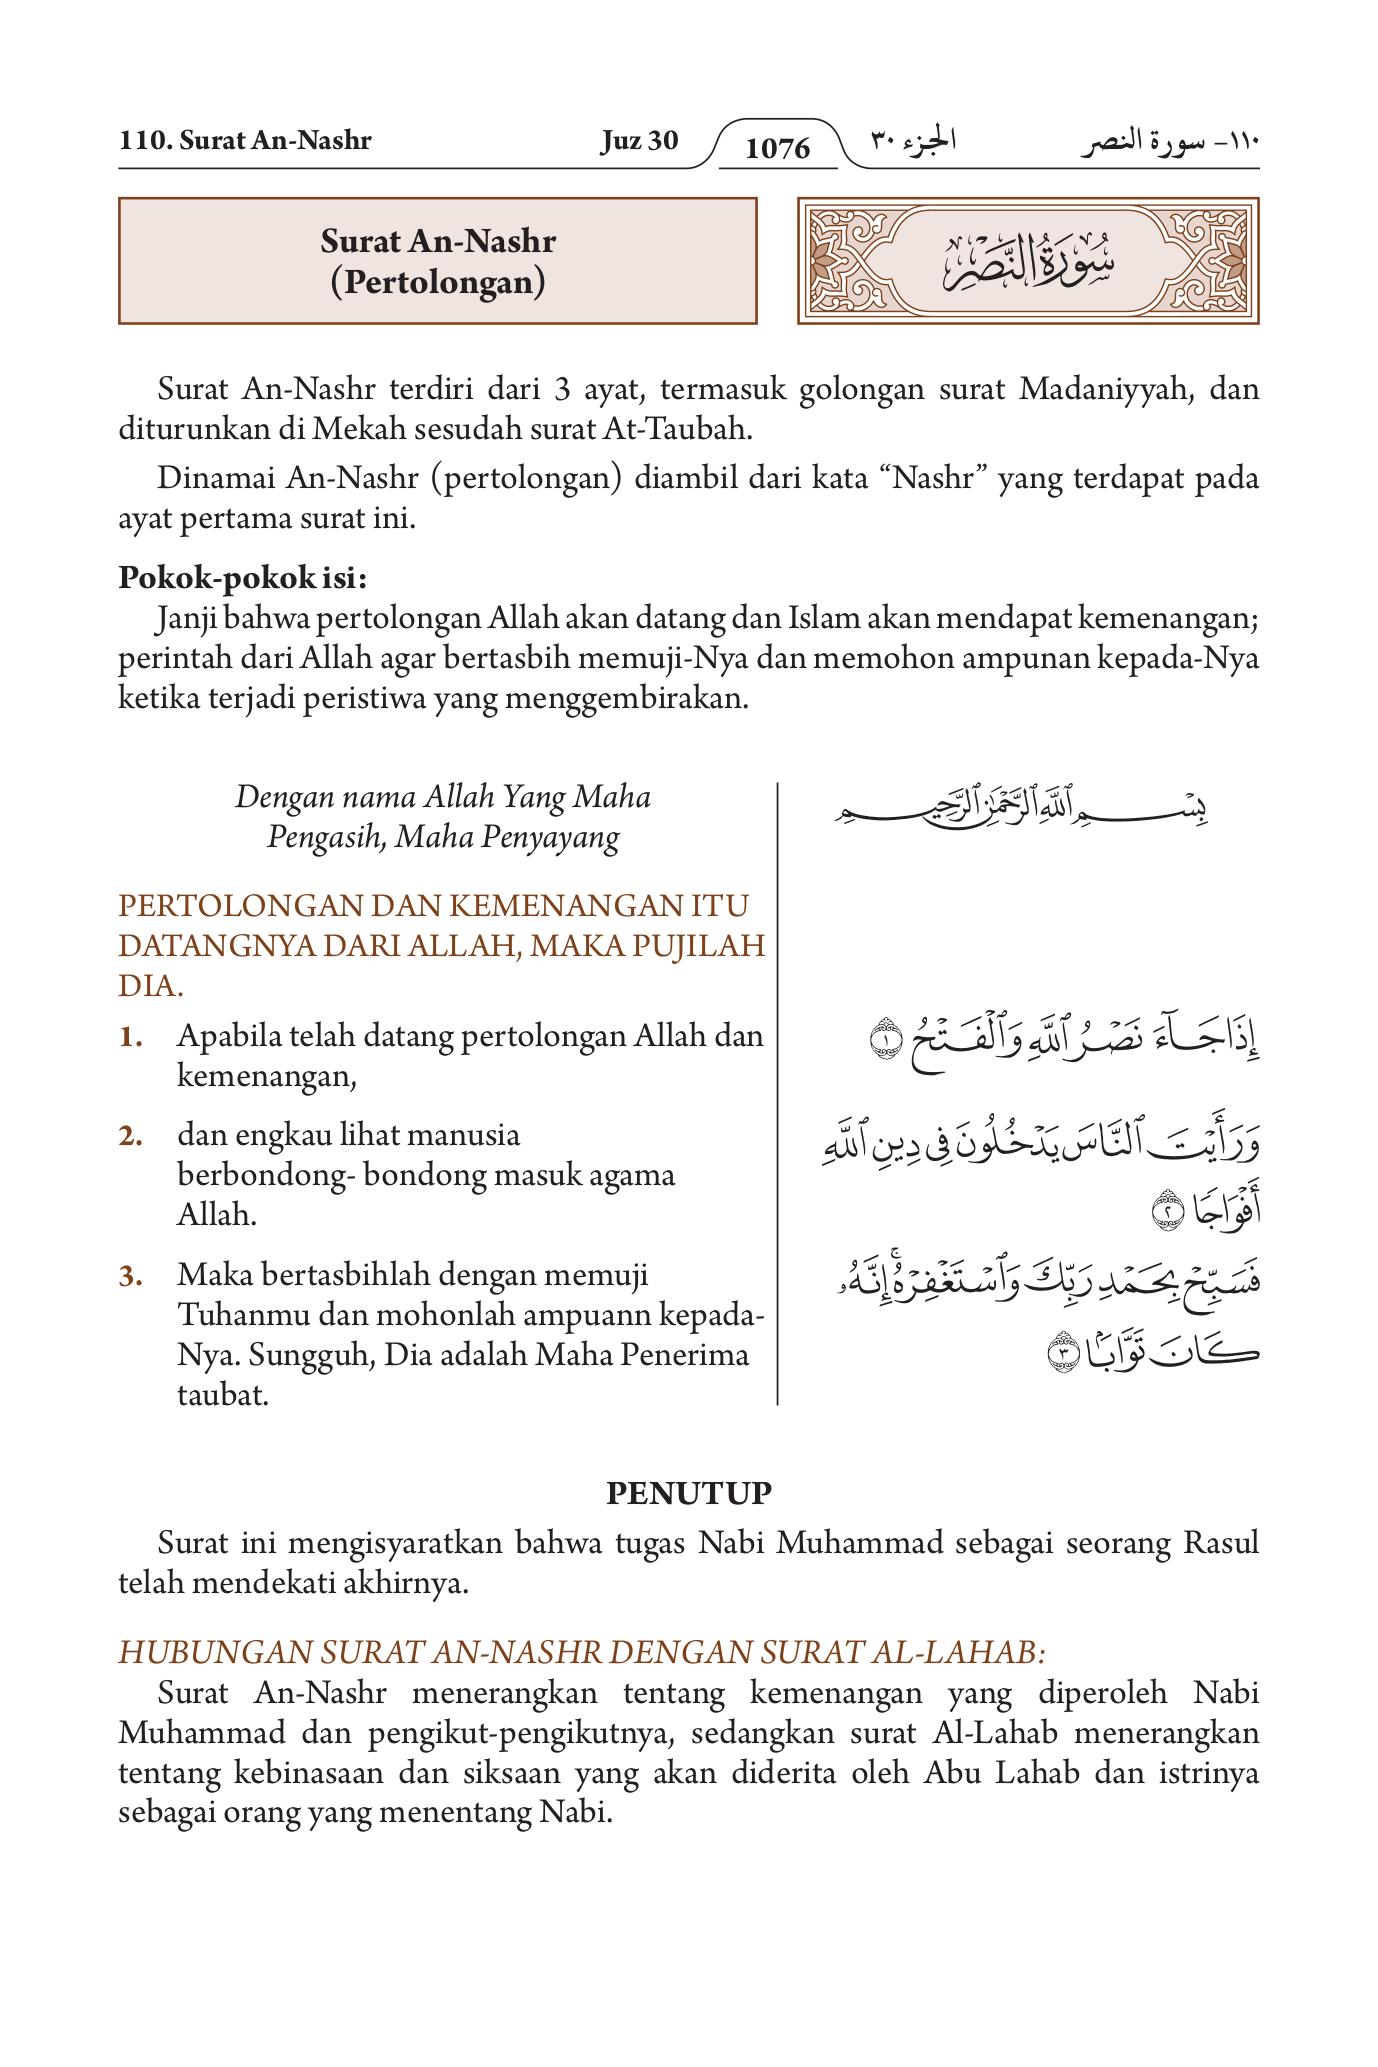 110. Surat An-Nashr Juz 30 1076 الجزء ٣٠ ١١٠– سورة النصر
Surat An-Nashr
(Pertolongan)
سُورَةُ النَّصْرِ
Surat An-Nashr terdiri dari 3 ayat, termasuk golongan surat Madaniyyah, dan
diturunkan di Mekah sesudah surat At-Taubah.
Dinamai An-Nashr (pertolongan) diambil dari kata “Nashr” yang terdapat pada
ayat pertama surat ini.
Pokok-pokok isi:
Janji bahwa pertolongan Allah akan datang dan Islam akan mendapat kemenangan;
perintah dari Allah agar bertasbih memuji-Nya dan memohon ampunan kepada-Nya
ketika terjadi peristiwa yang menggembirakan.
Dengan nama Allah Yang Maha
Pengasih, Maha Penyayang
PERTOLONGAN DAN KEMENANGAN ITU
DATANGNYA DARI ALLAH, MAKA PUJILAH
DIA.
1. Apabila telah datang pertolongan Allah dan
kemenangan,
2. dan engkau lihat manusia
berbondong- bondong masuk agama
Allah.
3. Maka bertasbihlah dengan memuji
Tuhanmu dan mohonlah ampuann kepada-
Nya. Sungguh, Dia adalah Maha Penerima
taubat.
بِسْمِ ٱللَّهِ ٱلرَّحْمَٰنِ ٱلرَّحِيمِ
إِذَا جَآءَ نَصْرُ ٱللَّهِ وَٱلْفَتْحُ ١
وَرَأَيْتَ ٱلنَّاسَ يَدْخُلُونَ فِى دِينِ ٱللَّهِ
أَفْوَاجًا ٢
فَسَبِّحْ بِحَمْدِ رَبِّكَ وَٱسْتَغْفِرْهُ ۚ إِنَّهُۥ
كَانَ تَوَّابًۢا ٣
PENUTUP
Surat ini mengisyaratkan bahwa tugas Nabi Muhammad sebagai seorang Rasul
telah mendekati akhirnya.
HUBUNGAN SURAT AN-NASHR DENGAN SURAT AL-LAHAB:
Surat An-Nashr menerangkan tentang kemenangan yang diperoleh Nabi
Muhammad dan pengikut-pengikutnya, sedangkan surat Al-Lahab menerangkan
tentang kebinasaan dan siksaan yang akan diderita oleh Abu Lahab dan istrinya
sebagai orang yang menentang Nabi.